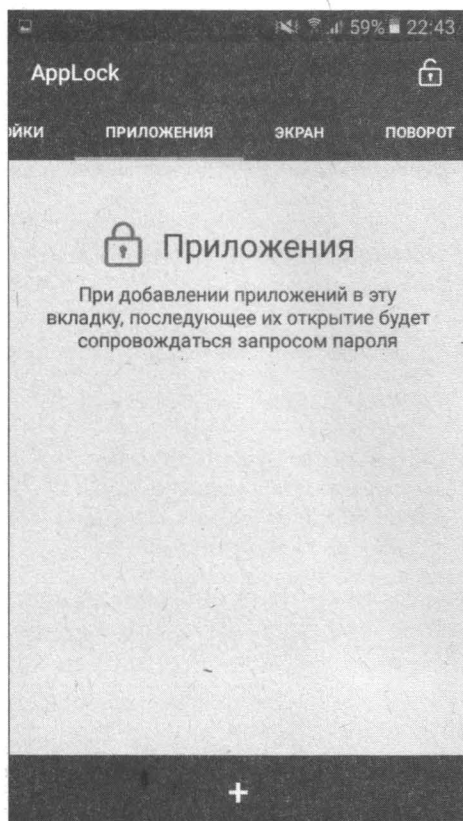 59% 22:43
AppLock
ОЙКИ ПРИЛОЖЕНИЯ ЭКРАН ПОВОРОТ
Приложения
При добавлении приложений в эту
вкладку, последующее их открытие будет
сопровождаться запросом пароля
+